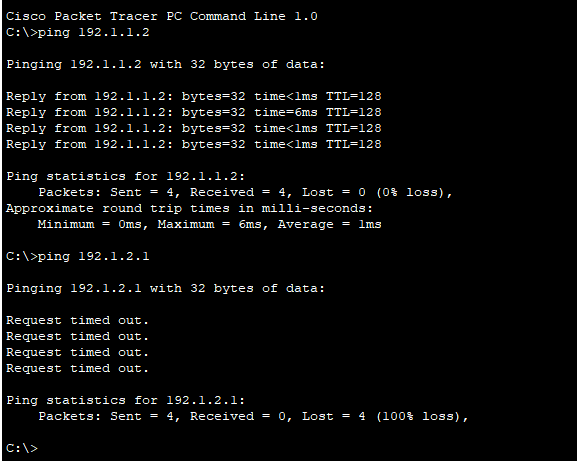 Cisco Packet Tracer PC Command Line 1.0
C:\>ping 192.1.1.2
Pinging 192.1.1.2 with 32 bytes of data:
Reply from 192.1.1.2: bytes=32 time<1ms TTL=128
Reply from 192.1.1.2: bytes=32 time=6ms TTL=128
Reply from 192.1.1.2: bytes=32 time<1ms TTL=128
Reply from 192.1.1.2: bytes=32 time<1ms TTL=128
Ping statistics for 192.1.1.2:
    Packets: Sent = 4, Received = 4, Lost = 0 (0% loss),
Approximate round trip times in milli-seconds:
    Minimum = 0ms, Maximum = 6ms, Average = 1ms
C:\>ping 192.1.2.1
Pinging 192.1.2.1 with 32 bytes of data:
Request timed out.
Request timed out.
Request timed out.
Request timed out.
Ping statistics for 192.1.2.1:
    Packets: Sent = 4, Received = 0, Lost = 4 (100% loss),
C:\>